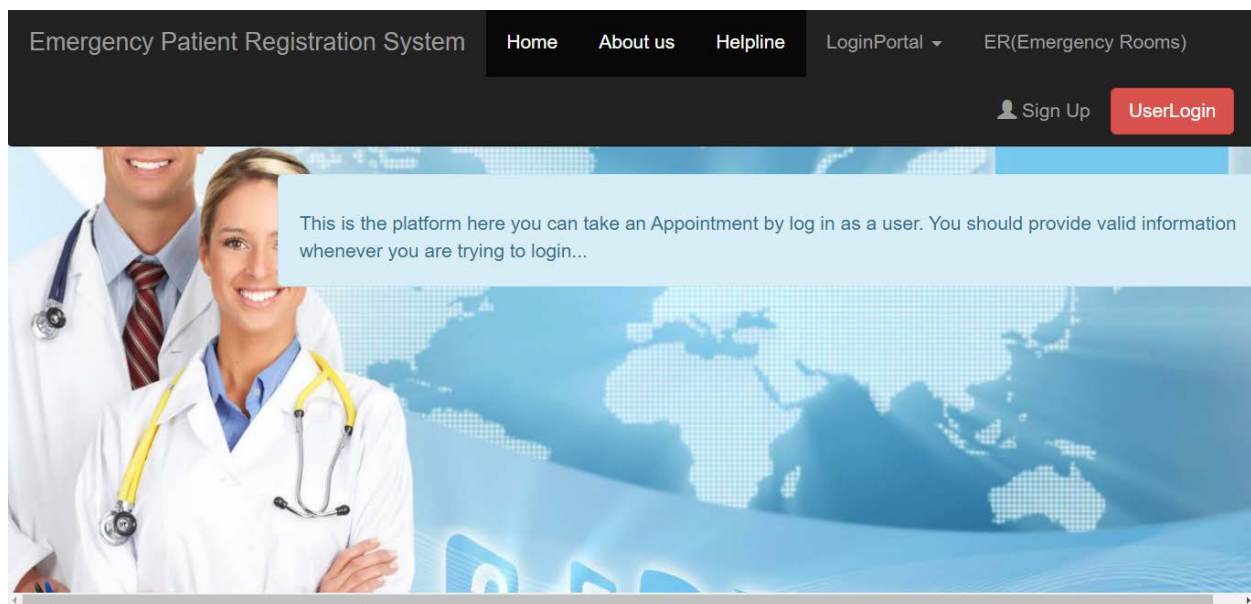 Emergency Patient Registration System Home About us Helpline LoginPortal ER(Emergency Rooms)
Sign Up UserLogin
This is the platform here you can take an Appointment by log in as a user. You should provide valid information
whenever you are trying to login...